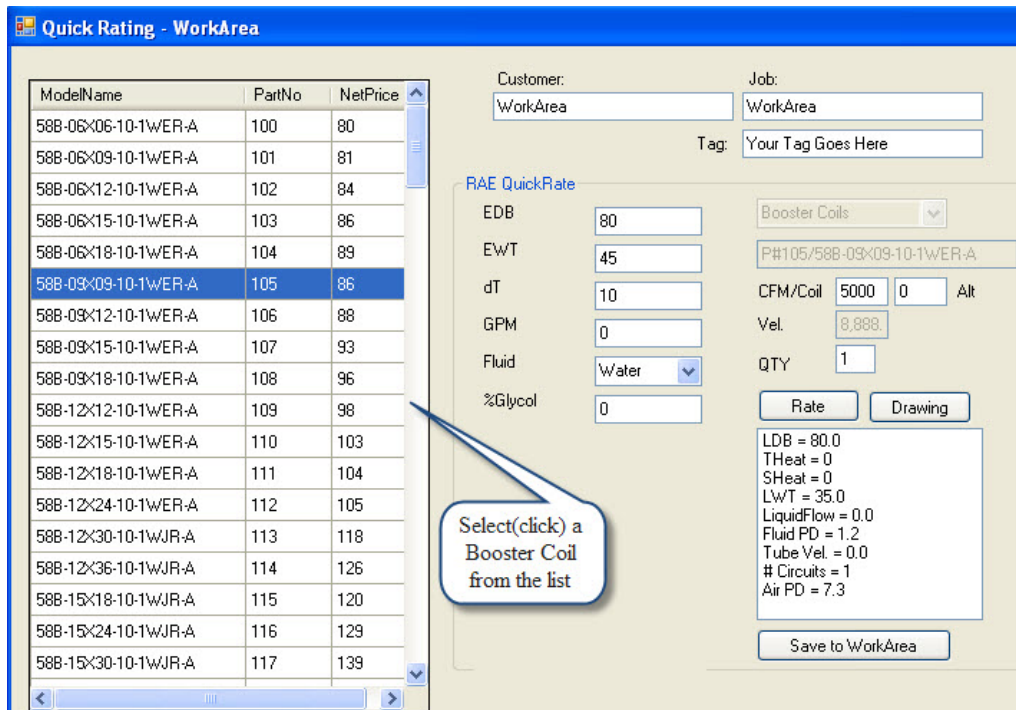 Quick Rating - WorkArea
ModelName PartNo NetPrice
58B-06X06-10-1WER-A 100 80
58B-06X09-10-1WER-A 101 81
58B-06X12-10-1WER-A 102 84
58B-06X15-10-1WER-A 103 86
58B-06X18-10-1WER-A 104 89
58B-09X09-10-1WER-A 105 86
58B-09X12-10-1WER-A 106 88
58B-09X15-10-1WER-A 107 93
58B-09X18-10-1WER-A 108 96
58B-12X12-10-1WER-A 109 98
58B-12X15-10-1WER-A 110 103
58B-12X18-10-1WER-A 111 104
58B-12X24-10-1WER-A 112 105
58B-12X30-10-1WJR-A 113 118
58B-12X36-10-1WJR-A 114 126
58B-15X18-10-1WJR-A 115 120
58B-15X24-10-1WJR-A 116 129
58B-15X30-10-1WJR-A 117 139
Select(click) a
Booster Coil
from the list
Customer: Job:
WorkArea WorkArea
Tag: Your Tag Goes Here
RAE QuickRate
EDB 80
EWT 45
dT 10
GPM 0
Fluid Water
%Glycol 0
Booster Coils
P#105/58B-09X09-10-1WER-A
CFM/Coil 5000 0 Alt
Vel. 8,888.
QTY 1
Rate Drawing
LDB = 80.0
THeat = 0
SHeat = 0
LWT = 35.0
LiquidFlow = 0.0
Fluid PD = 1.2
Tube Vel. = 0.0
# Circuits = 1
Air PD = 7.3
Save to WorkArea